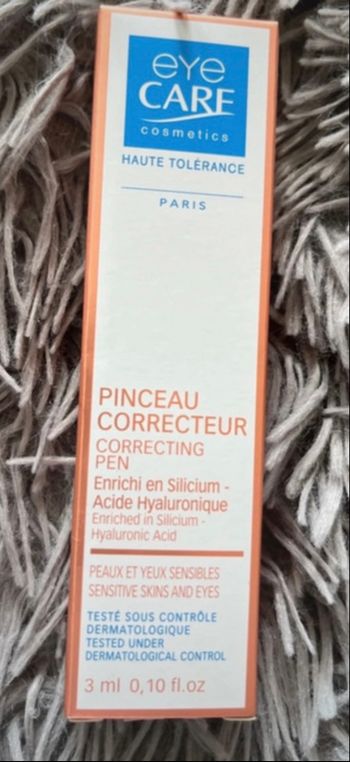 eye
CARE
cosmetics
HAUTE TOLÉRANCE
PARIS
PINCEAU
CORRECTEUR
CORRECTING
PEN
Enrichi en Silicium -
Acide Hyaluronique
Enriched in Silicium -
Hyaluronic Acid
PEAUX ET YEUX SENSIBLES
SENSITIVE SKINS AND EYES
TESTÉ SOUS CONTRÔLE
DERMATOLOGIQUE
TESTED UNDER
DERMATOLOGICAL CONTROL
3 ml 0,10 fl.oz